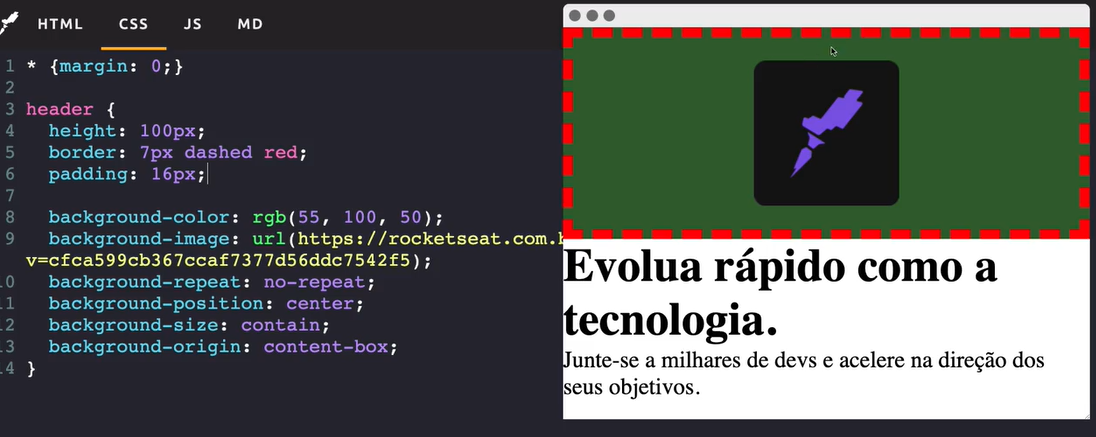 HTML CSS JS MD
1 * {margin: 0;}
2
3 header {
4 height: 100px;
5 border: 7px dashed red;
6 padding: 16px;
7
8 background-color: rgb(55, 100, 50);
9 background-image: url(https://rocketseat.com.
v=cfca599cb367ccaf7377d56ddc7542f5);
10 background-repeat: no-repeat;
11 background-position: center;
12 background-size: contain;
13 background-origin: content-box;
14 }
Evolua rápido como a
tecnologia.
Junte-se a milhares de devs e acelere na direção dos
seus objetivos.